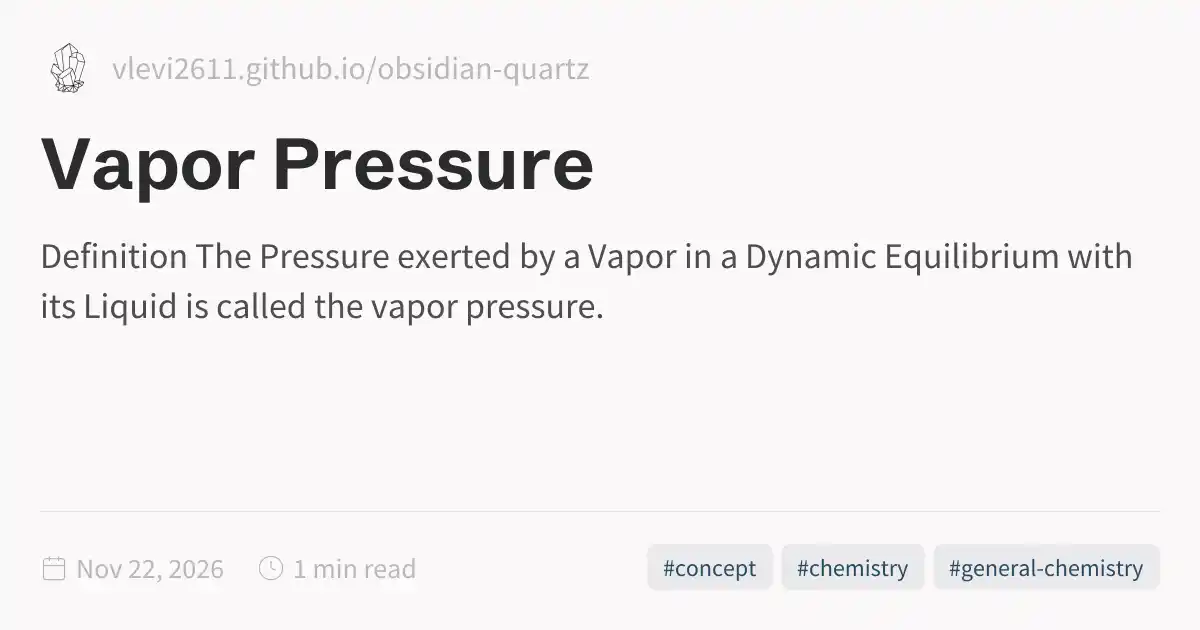 vlevi2611.github.io/obsidian-quartz
Vapor Pressure
Definition The Pressure exerted by a Vapor in a Dynamic Equilibrium with
its Liquid is called the vapor pressure.
Nov 22, 2026 1 min read #concept #chemistry #general-chemistry